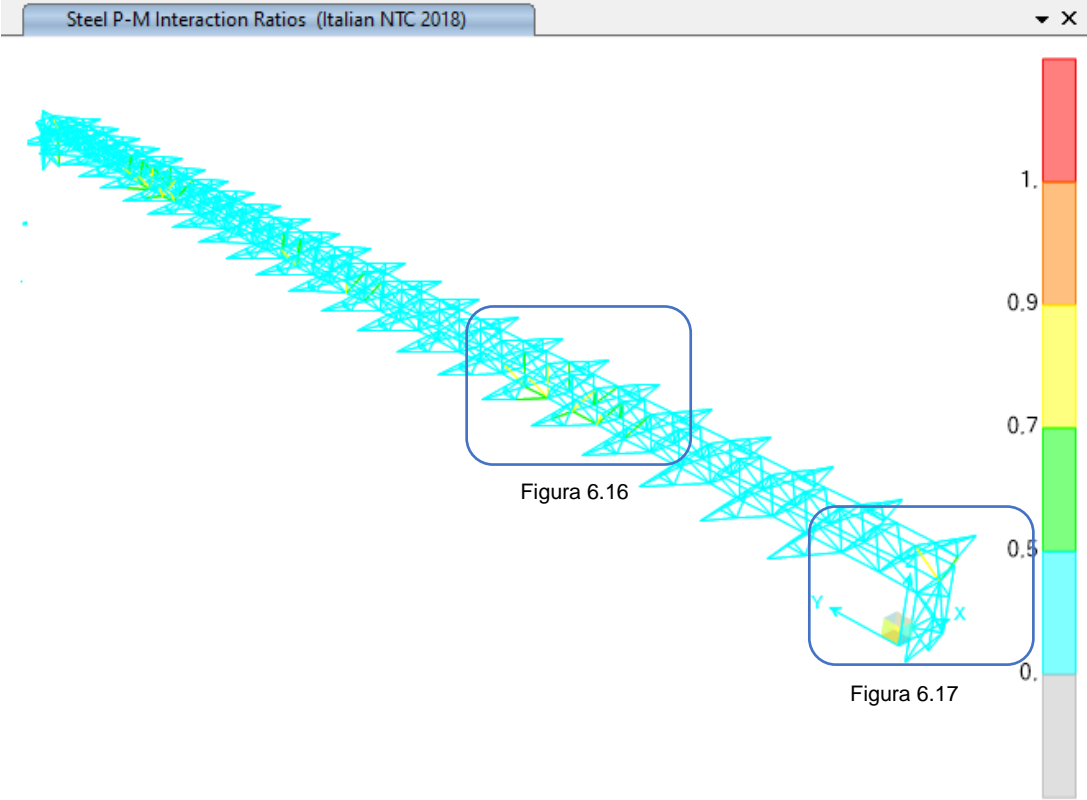 Steel P-M Interaction Ratios (Italian NTC 2018)
1.
0.9
Figura 6.16
0.7
0.5
Y
X
0.
Figura 6.17